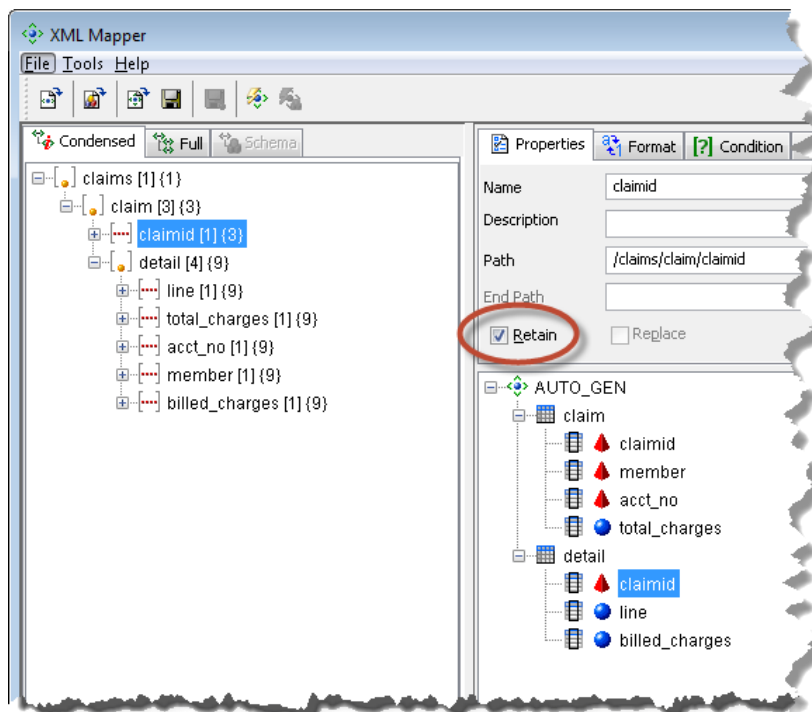 XML Mapper
File Tools Help
Condensed Full Schema
claims [1] {1}
claim [3] {3}
claimid [1] {3}
detail [4] {9}
line [1] {9}
total_charges [1] {9}
acct_no [1] {9}
member [1] {9}
billed_charges [1] {9}
Properties Format [?] Condition
Name claimid
Description
Path /claims/claim/claimid
End Path
Retain Replace
AUTO_GEN
claim
claimid
member
acct_no
total_charges
detail
claimid
line
billed_charges